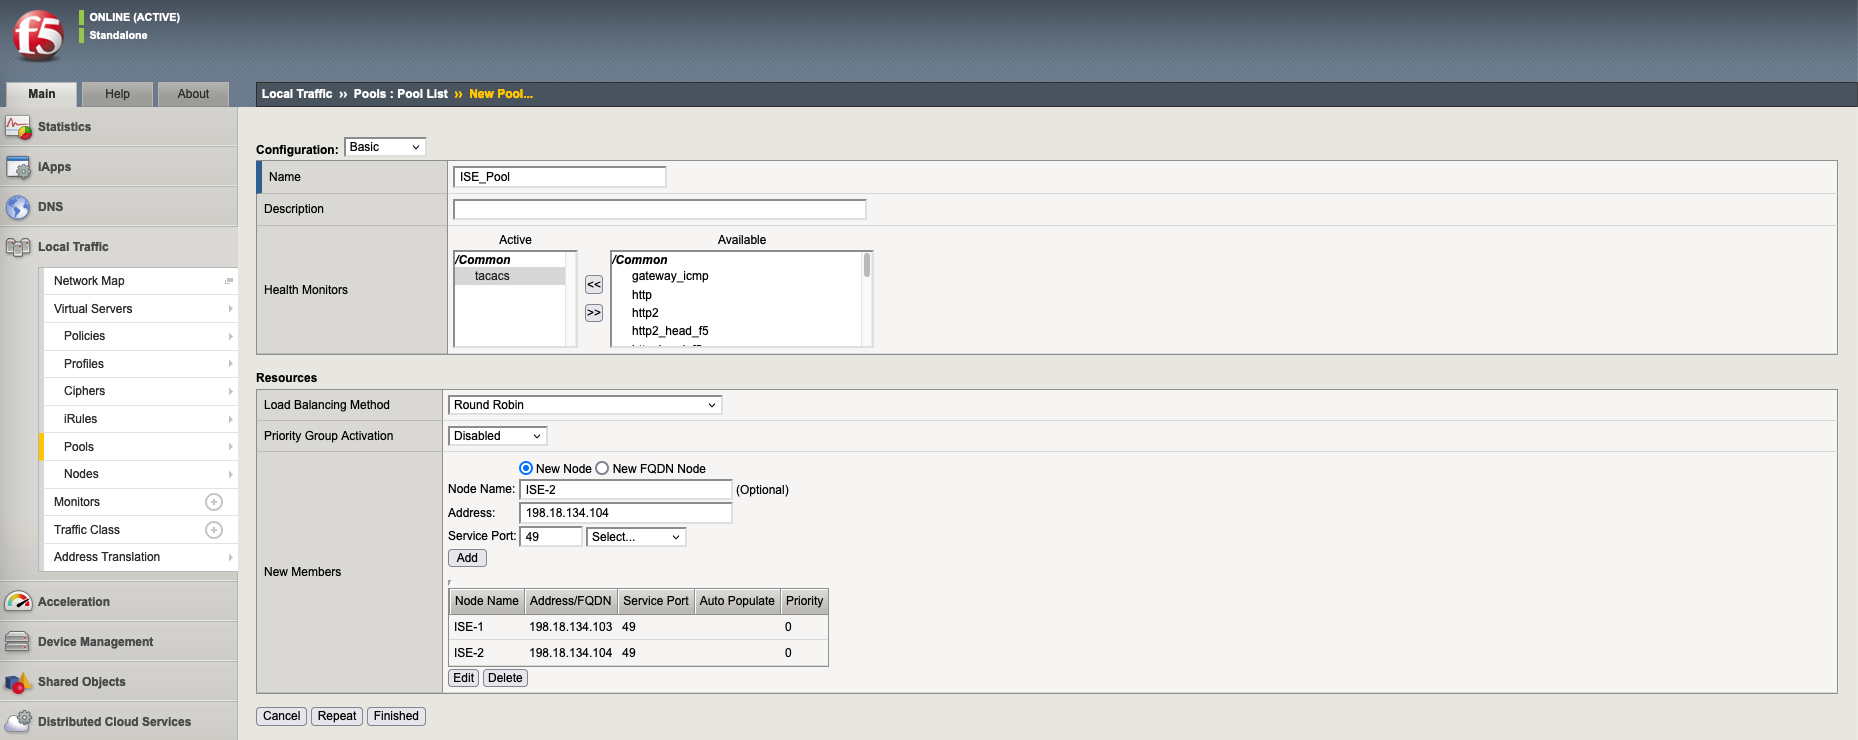 f5
ONLINE (ACTIVE)
Standalone
Main Help About
Local Traffic ›› Pools : Pool List ›› New Pool...
Statistics
iApps
DNS
Local Traffic
Network Map
Virtual Servers
Policies
Profiles
Ciphers
iRules
Pools
Nodes
Monitors
Traffic Class
Address Translation
Acceleration
Device Management
Shared Objects
Distributed Cloud Services
Configuration: Basic
Name ISE_Pool
Description
Health Monitors
Active Available
/Common
tacacs
<<
>>
/Common
gateway_icmp
http
http2
http2_head_f5
Resources
Load Balancing Method Round Robin
Priority Group Activation Disabled
New Members
New Node New FQDN Node
Node Name: ISE-2 (Optional)
Address: 198.18.134.104
Service Port: 49 Select...
Add
Node Name Address/FQDN Service Port Auto Populate Priority
ISE-1 198.18.134.103 49 0
ISE-2 198.18.134.104 49 0
Edit Delete
Cancel Repeat Finished